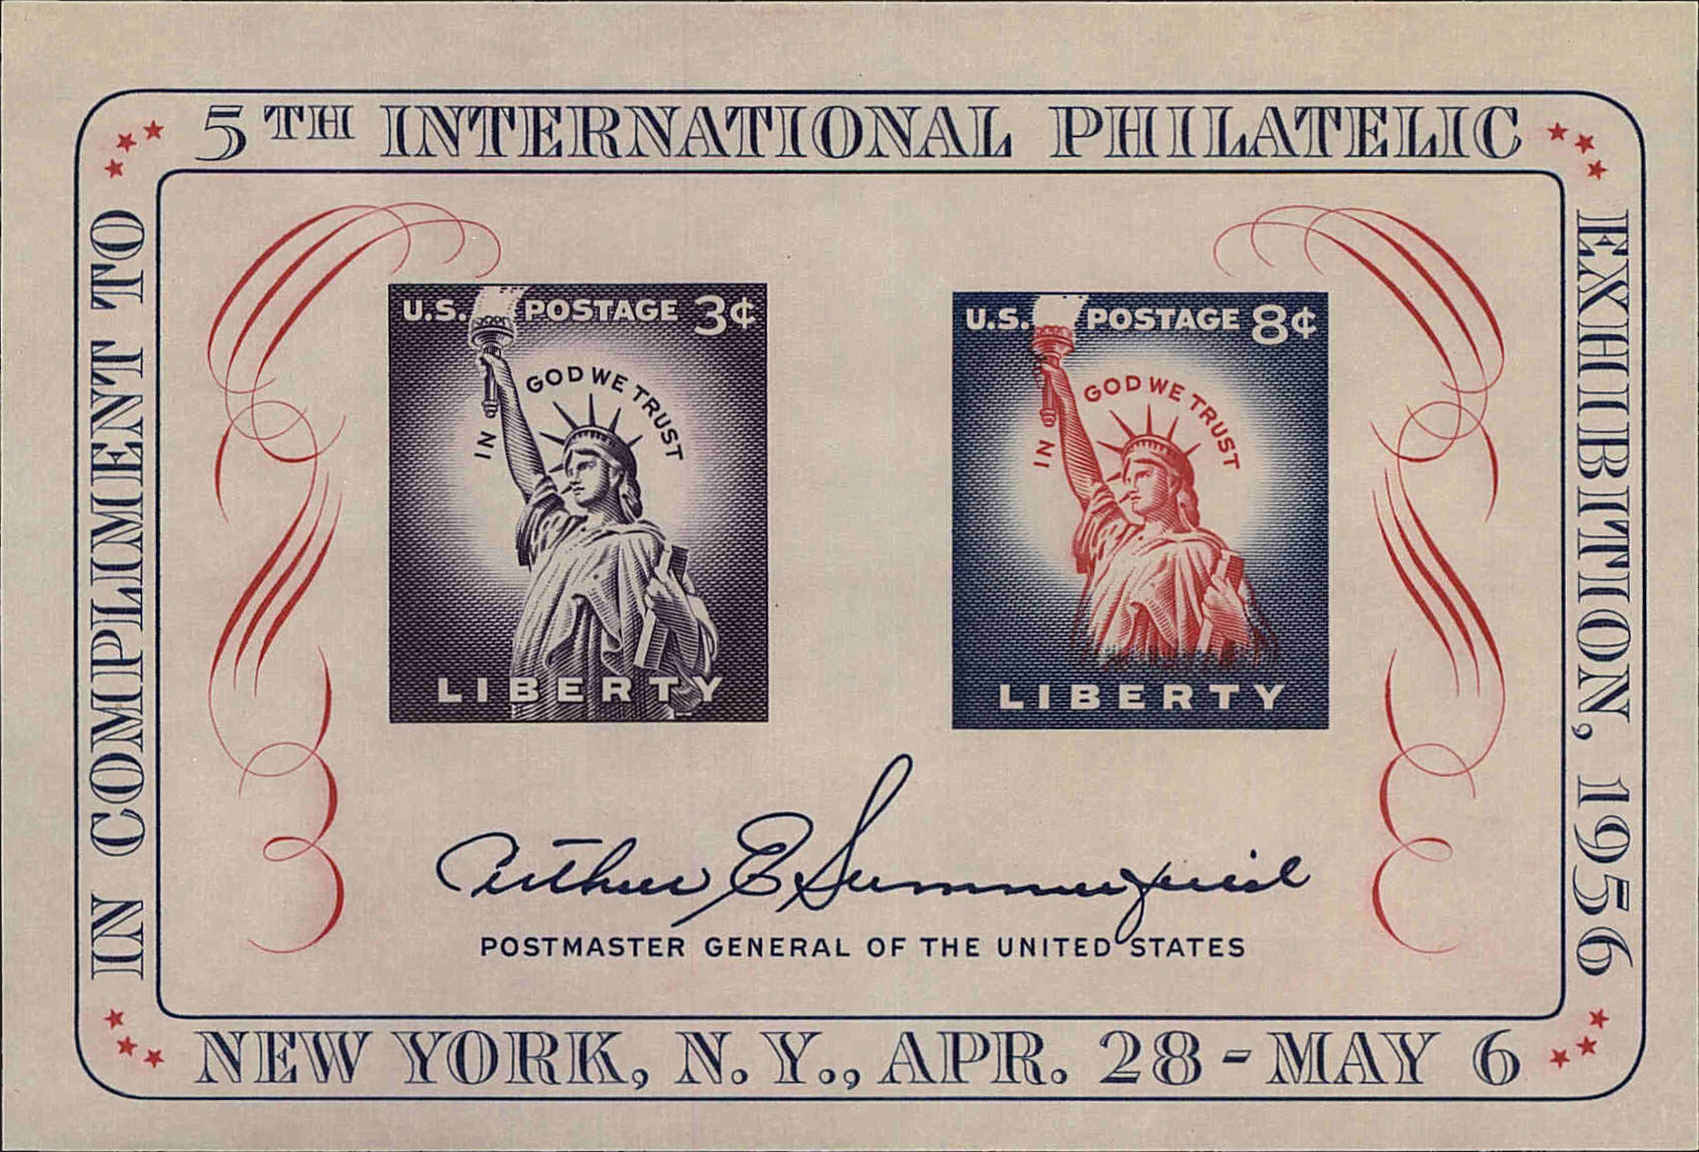 5TH INTERNATIONAL PHILATELIC
EXHIBITION, 1956
IN COMPLIMENT TO
U.S. POSTAGE 3¢
IN GOD WE TRUST
LIBERTY
U.S. POSTAGE 8¢
IN GOD WE TRUST
LIBERTY
Arthur E Summerfield
POSTMASTER GENERAL OF THE UNITED STATES
NEW YORK, N.Y., APR. 28-MAY 6